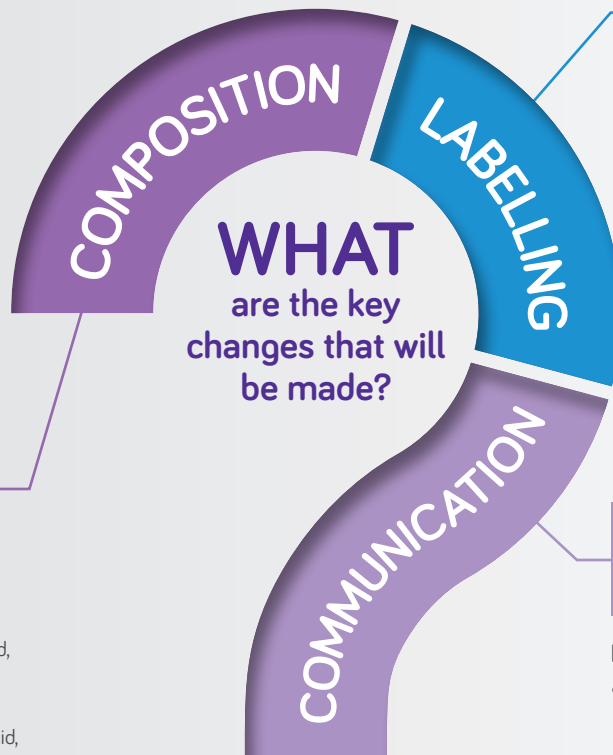 COMPOSITION
LABELLING
WHAT
are the key
changes that will
be made?
COMMUNICATION